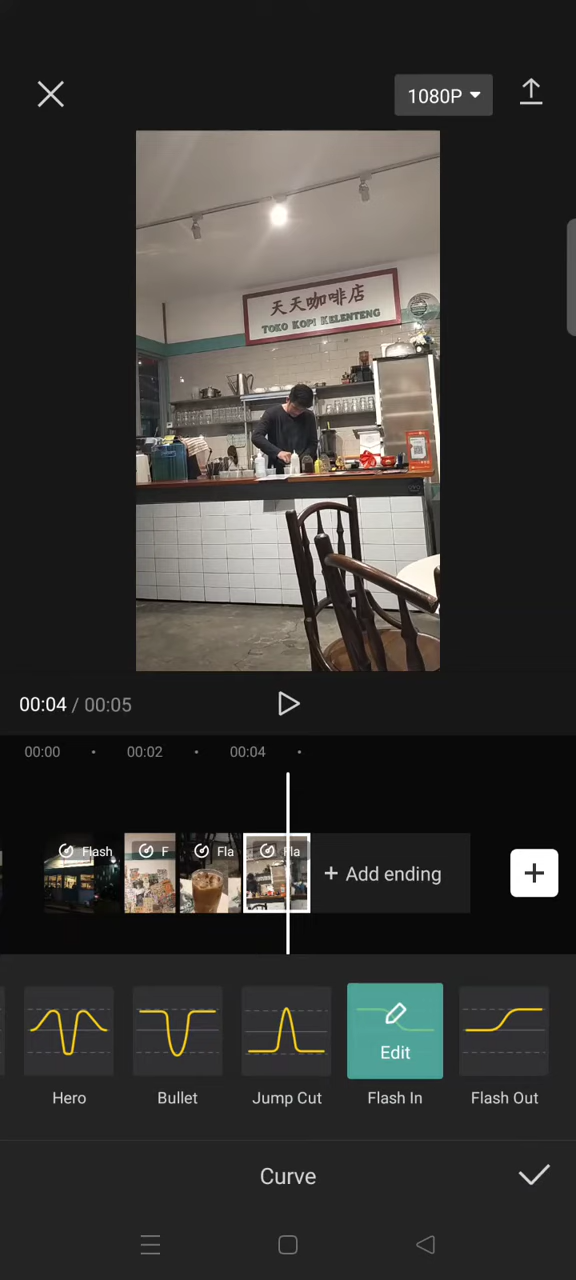 1080P
天天咖啡店
TOKO KOPI KELENTENG
00:04 / 00:05
00:00
00:02
00:04
Flash
F
Fla
Fla
+ Add ending
Edit
Hero
Bullet
Jump Cut
Flash In
Flash Out
Curve